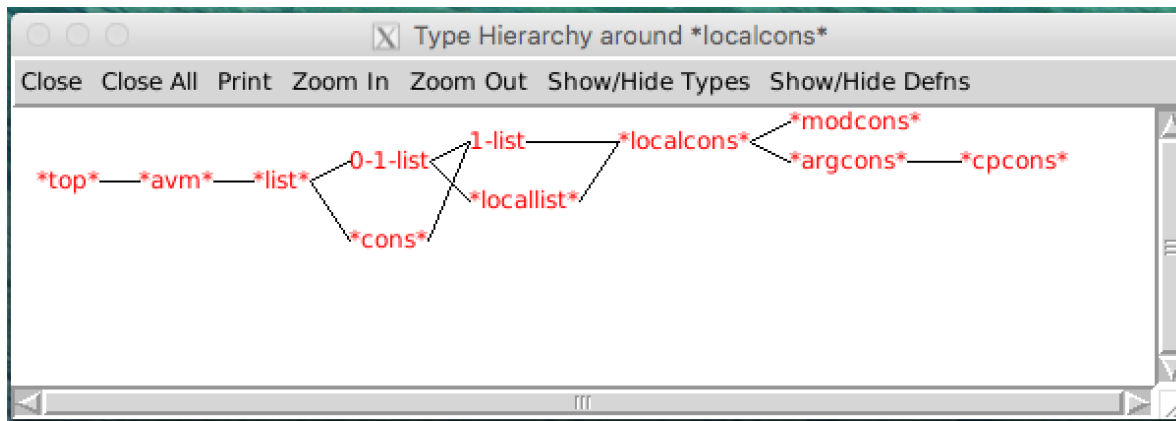 Type Hierarchy around *localcons*
Close Close All Print Zoom In Zoom Out Show/Hide Types Show/Hide Defns
*modcons*
1-list *localcons*
0-1-list *argcons* *cpcons*
*top* *avm* *list*
*locallist*
*cons*